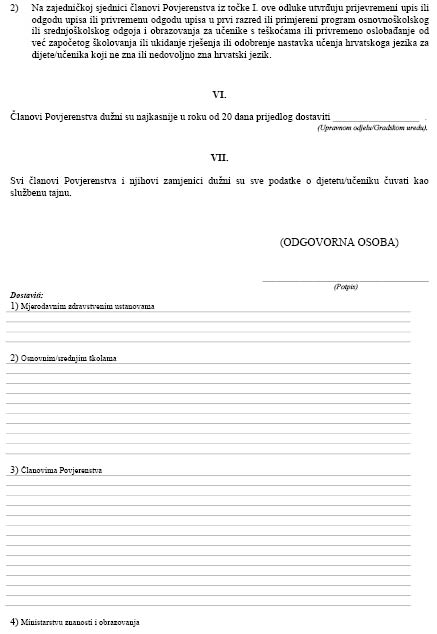 2) Na zajedničkoj sjednici članovi Povjerenstva iz točke I. ove odluke utvrđuju prijevremeni upis ili
odgodu upisa ili privremenu odgodu upisa u prvi razred ili primjereni program osnovnoškolskog
ili srednjoškolskog odgoja i obrazovanja za učenike s teškoćama ili privremeno oslobađanje od
već započetog školovanja ili ukidanje rješenja ili odobrenje nastavka učenja hrvatskoga jezika za
dijete/učenika koji ne zna ili nedovoljno zna hrvatski jezik.
VI.
Članovi Povjerenstva dužni su najkasnije u roku od 20 dana prijedlog dostaviti _________________ .
(Upravnom odjelu/Gradskom uredu).
VII.
Svi članovi Povjerenstva i njihovi zamjenici dužni su sve podatke o djetetu/učeniku čuvati kao
službenu tajnu.
(ODGOVORNA OSOBA)
(Potpis)
Dostaviti:
1) Mjerodavnim zdravstvenim ustanovama
2) Osnovnim/srednjim školama
3) Članovima Povjerenstva
4) Ministarstvu znanosti i obrazovanja